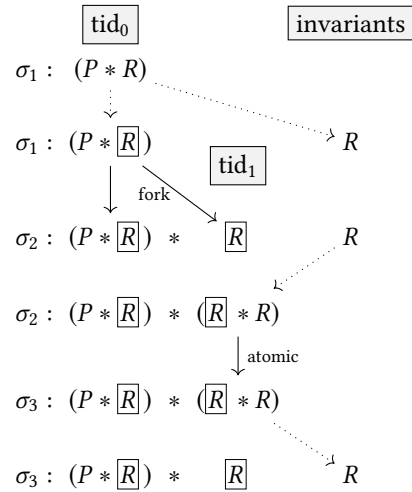 tid₀ invariants
σ₁ : (P * R)
σ₁ : (P * R) R
tid₁
fork
σ₂ : (P * R) * R R
σ₂ : (P * R) * (R * R)
atomic
σ₃ : (P * R) * (R * R)
σ₃ : (P * R) * R R